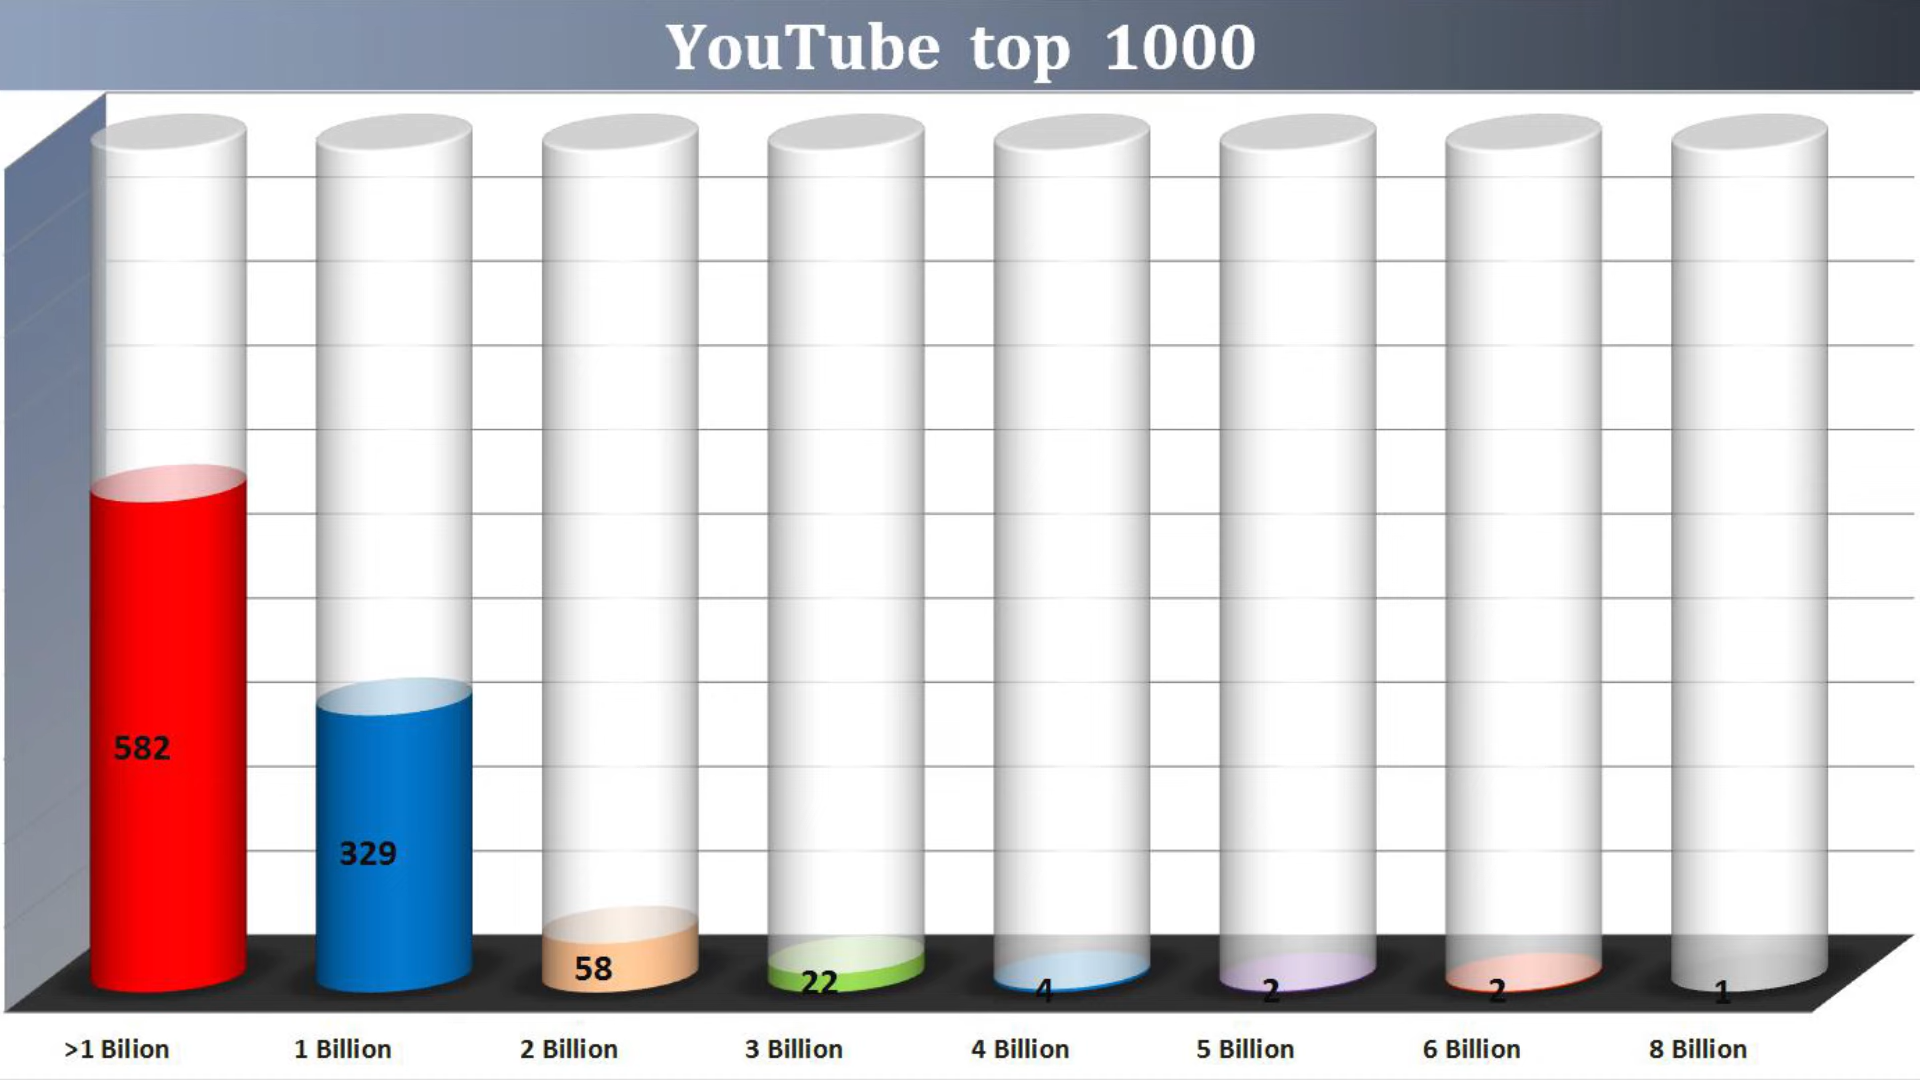 YouTube top 1000
582
329
58
22
4
2
2
1
>1 Bilion
1 Billion
2 Billion
3 Billion
4 Billion
5 Billion
6 Billion
8 Billion